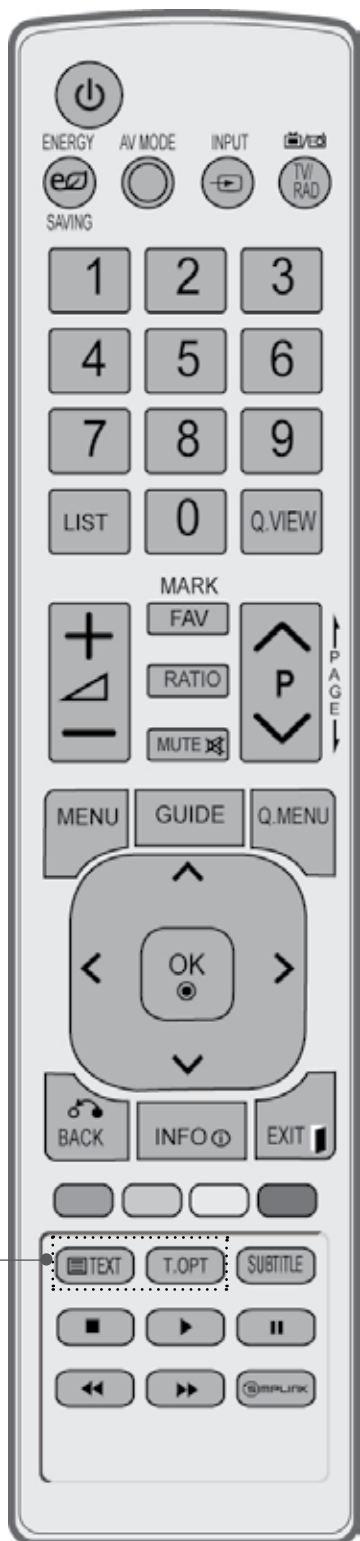 ENERGY AV MODE INPUT
TV/
RAD
SAVING
1 2 3
4 5 6
7 8 9
LIST 0 Q.VIEW
MARK
FAV
RATIO
P
PAGE
MUTE
MENU GUIDE Q.MENU
OK
BACK INFO EXIT
TEXT T.OPT SUBTITLE
SIMPLINK